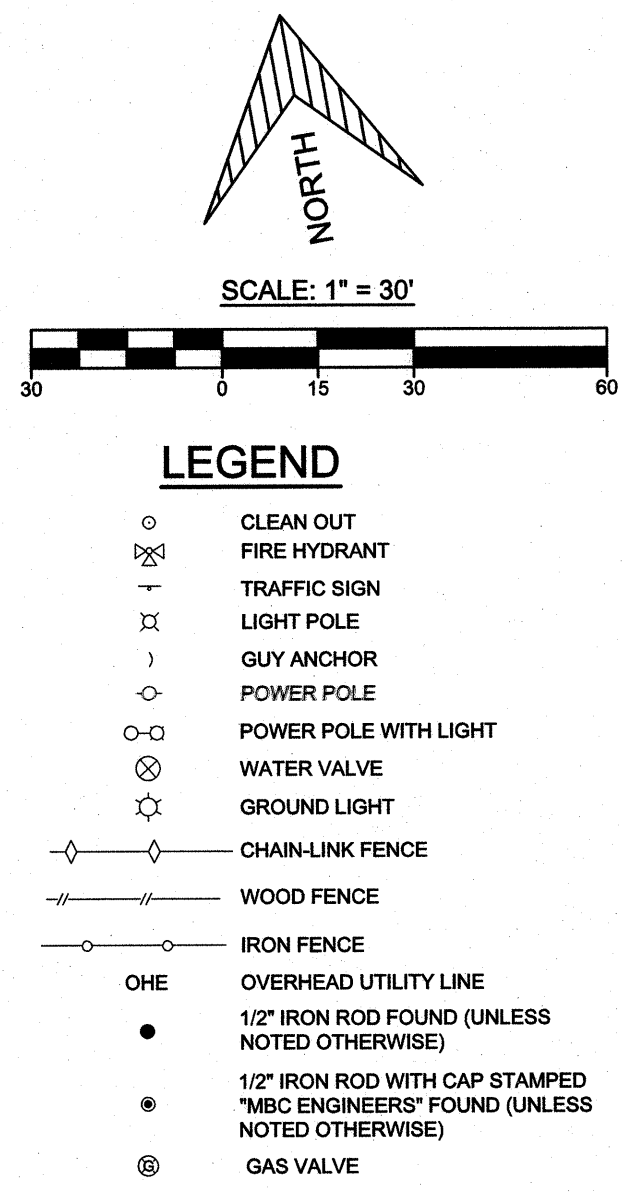 NORTH
SCALE: 1" = 30'
30 0 15 30 60
LEGEND
CLEAN OUT
FIRE HYDRANT
TRAFFIC SIGN
LIGHT POLE
GUY ANCHOR
POWER POLE
POWER POLE WITH LIGHT
WATER VALVE
GROUND LIGHT
CHAIN-LINK FENCE
WOOD FENCE
IRON FENCE
OHE OVERHEAD UTILITY LINE
1/2" IRON ROD FOUND (UNLESS
NOTED OTHERWISE)
1/2" IRON ROD WITH CAP STAMPED
"MBC ENGINEERS" FOUND (UNLESS
NOTED OTHERWISE)
G GAS VALVE